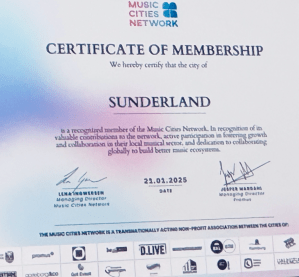 MUSIC
CITIES
NETWORK
CERTIFICATE OF MEMBERSHIP
We hereby certify that the city of
SUNDERLAND
is a recognized member of the Music Cities Network. In recognition of its
valuable contributions to the network, active participation in fostering growth
and collaboration in their local musical sector, and dedication to collaborating
globally to build better music ecosystems.
21.01.2025
DATE
LENA
Managing Director
Music Cities Network
JESPER MARDAHL
Managing Director
Promus
THE MUSIC CITIES NETWORK IS A TRANSNATIONALLY ACTING NON-PROFIT ASSOCIATION BETWEEN THE CITIES OF:
promus
D.LIVE